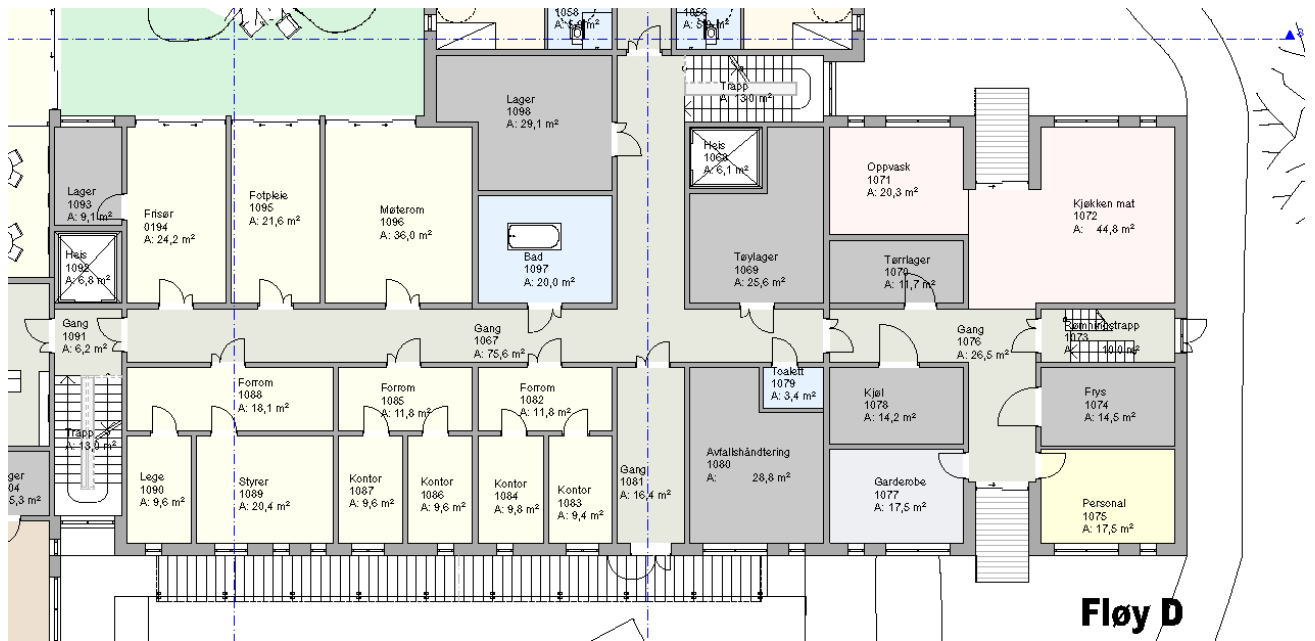 1058
1056
Trapp
A: 13,0 m²
Lager
1098
A: 29,1 m²
Heis
1068
A: 6,1 m²
Oppvask
1071
A: 20,3 m²
Kjøkken mat
1072
A: 44,8 m²
Lager
1093
A: 9,1 m²
Frisør
0194
A: 24,2 m²
Fotpleie
1095
A: 21,6 m²
Møterom
1096
A: 36,0 m²
Heis
1092
A: 6,8 m²
Bad
1097
A: 20,0 m²
Tøylager
1069
A: 25,6 m²
Tørrlager
1070
A: 11,7 m²
Gang
1091
A: 6,2 m²
Gang
1067
A: 75,6 m²
Gang
1076
A: 26,5 m²
Rømningstrapp
1073
A: 10,0 m²
Forrom
1088
A: 18,1 m²
Forrom
1085
A: 11,8 m²
Forrom
1082
A: 11,8 m²
Toalett
1079
A: 3,4 m²
Kjøl
1078
A: 14,2 m²
Frys
1074
A: 14,5 m²
Trapp
A: 13,0 m²
ger
04
5,3 m²
Lege
1090
A: 9,6 m²
Styrer
1089
A: 20,4 m²
Kontor
1087
A: 9,6 m²
Kontor
1086
A: 9,6 m²
Kontor
1084
A: 9,8 m²
Kontor
1083
A: 9,4 m²
Gang
1081
A: 16,4 m²
Avfallshåndtering
1080
A: 28,8 m²
Garderobe
1077
A: 17,5 m²
Personal
1075
A: 17,5 m²
Fløy D